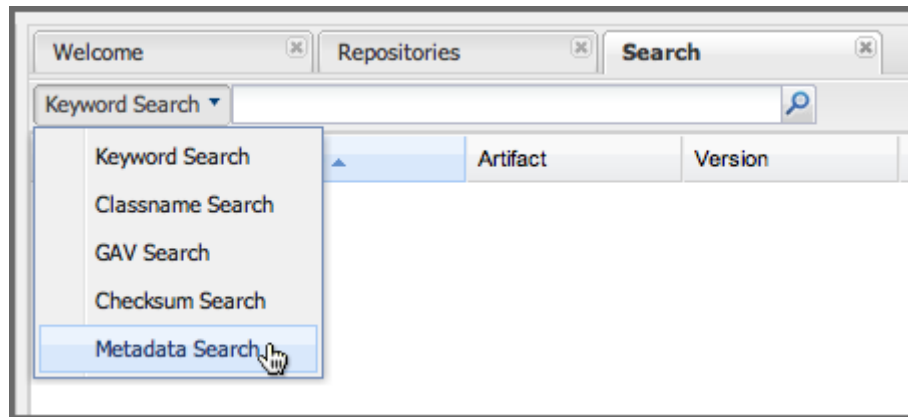 Welcome Repositories Search
Keyword Search
Artifact Version
Keyword Search
Classname Search
GAV Search
Checksum Search
Metadata Search